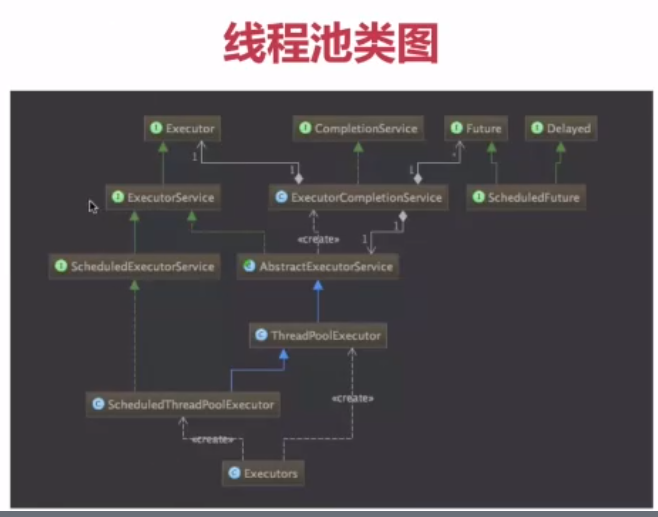 线程池类图
I Executor
I CompletionService
I Future
I Delayed
1
1
1
*
I ExecutorService
C ExecutorCompletionService
I ScheduledFuture
«create»
1
1
I ScheduledExecutorService
C AbstractExecutorService
C ThreadPoolExecutor
«create»
C ScheduledThreadPoolExecutor
«create»
C Executors